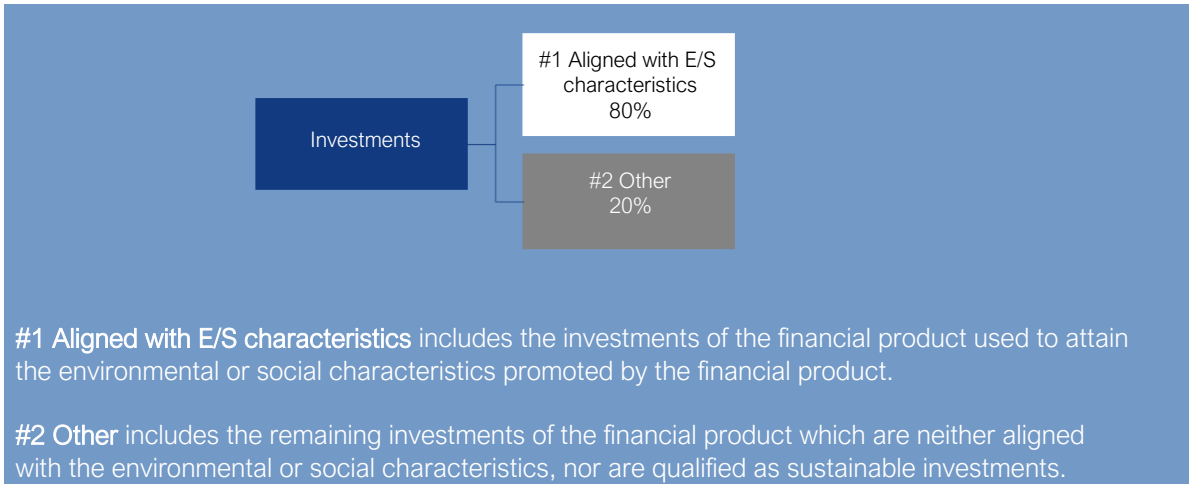 #1 Aligned with E/S
characteristics
80%
Investments
#2 Other
20%
#1 Aligned with E/S characteristics includes the investments of the financial product used to attain
the environmental or social characteristics promoted by the financial product.
#2 Other includes the remaining investments of the financial product which are neither aligned
with the environmental or social characteristics, nor are qualified as sustainable investments.